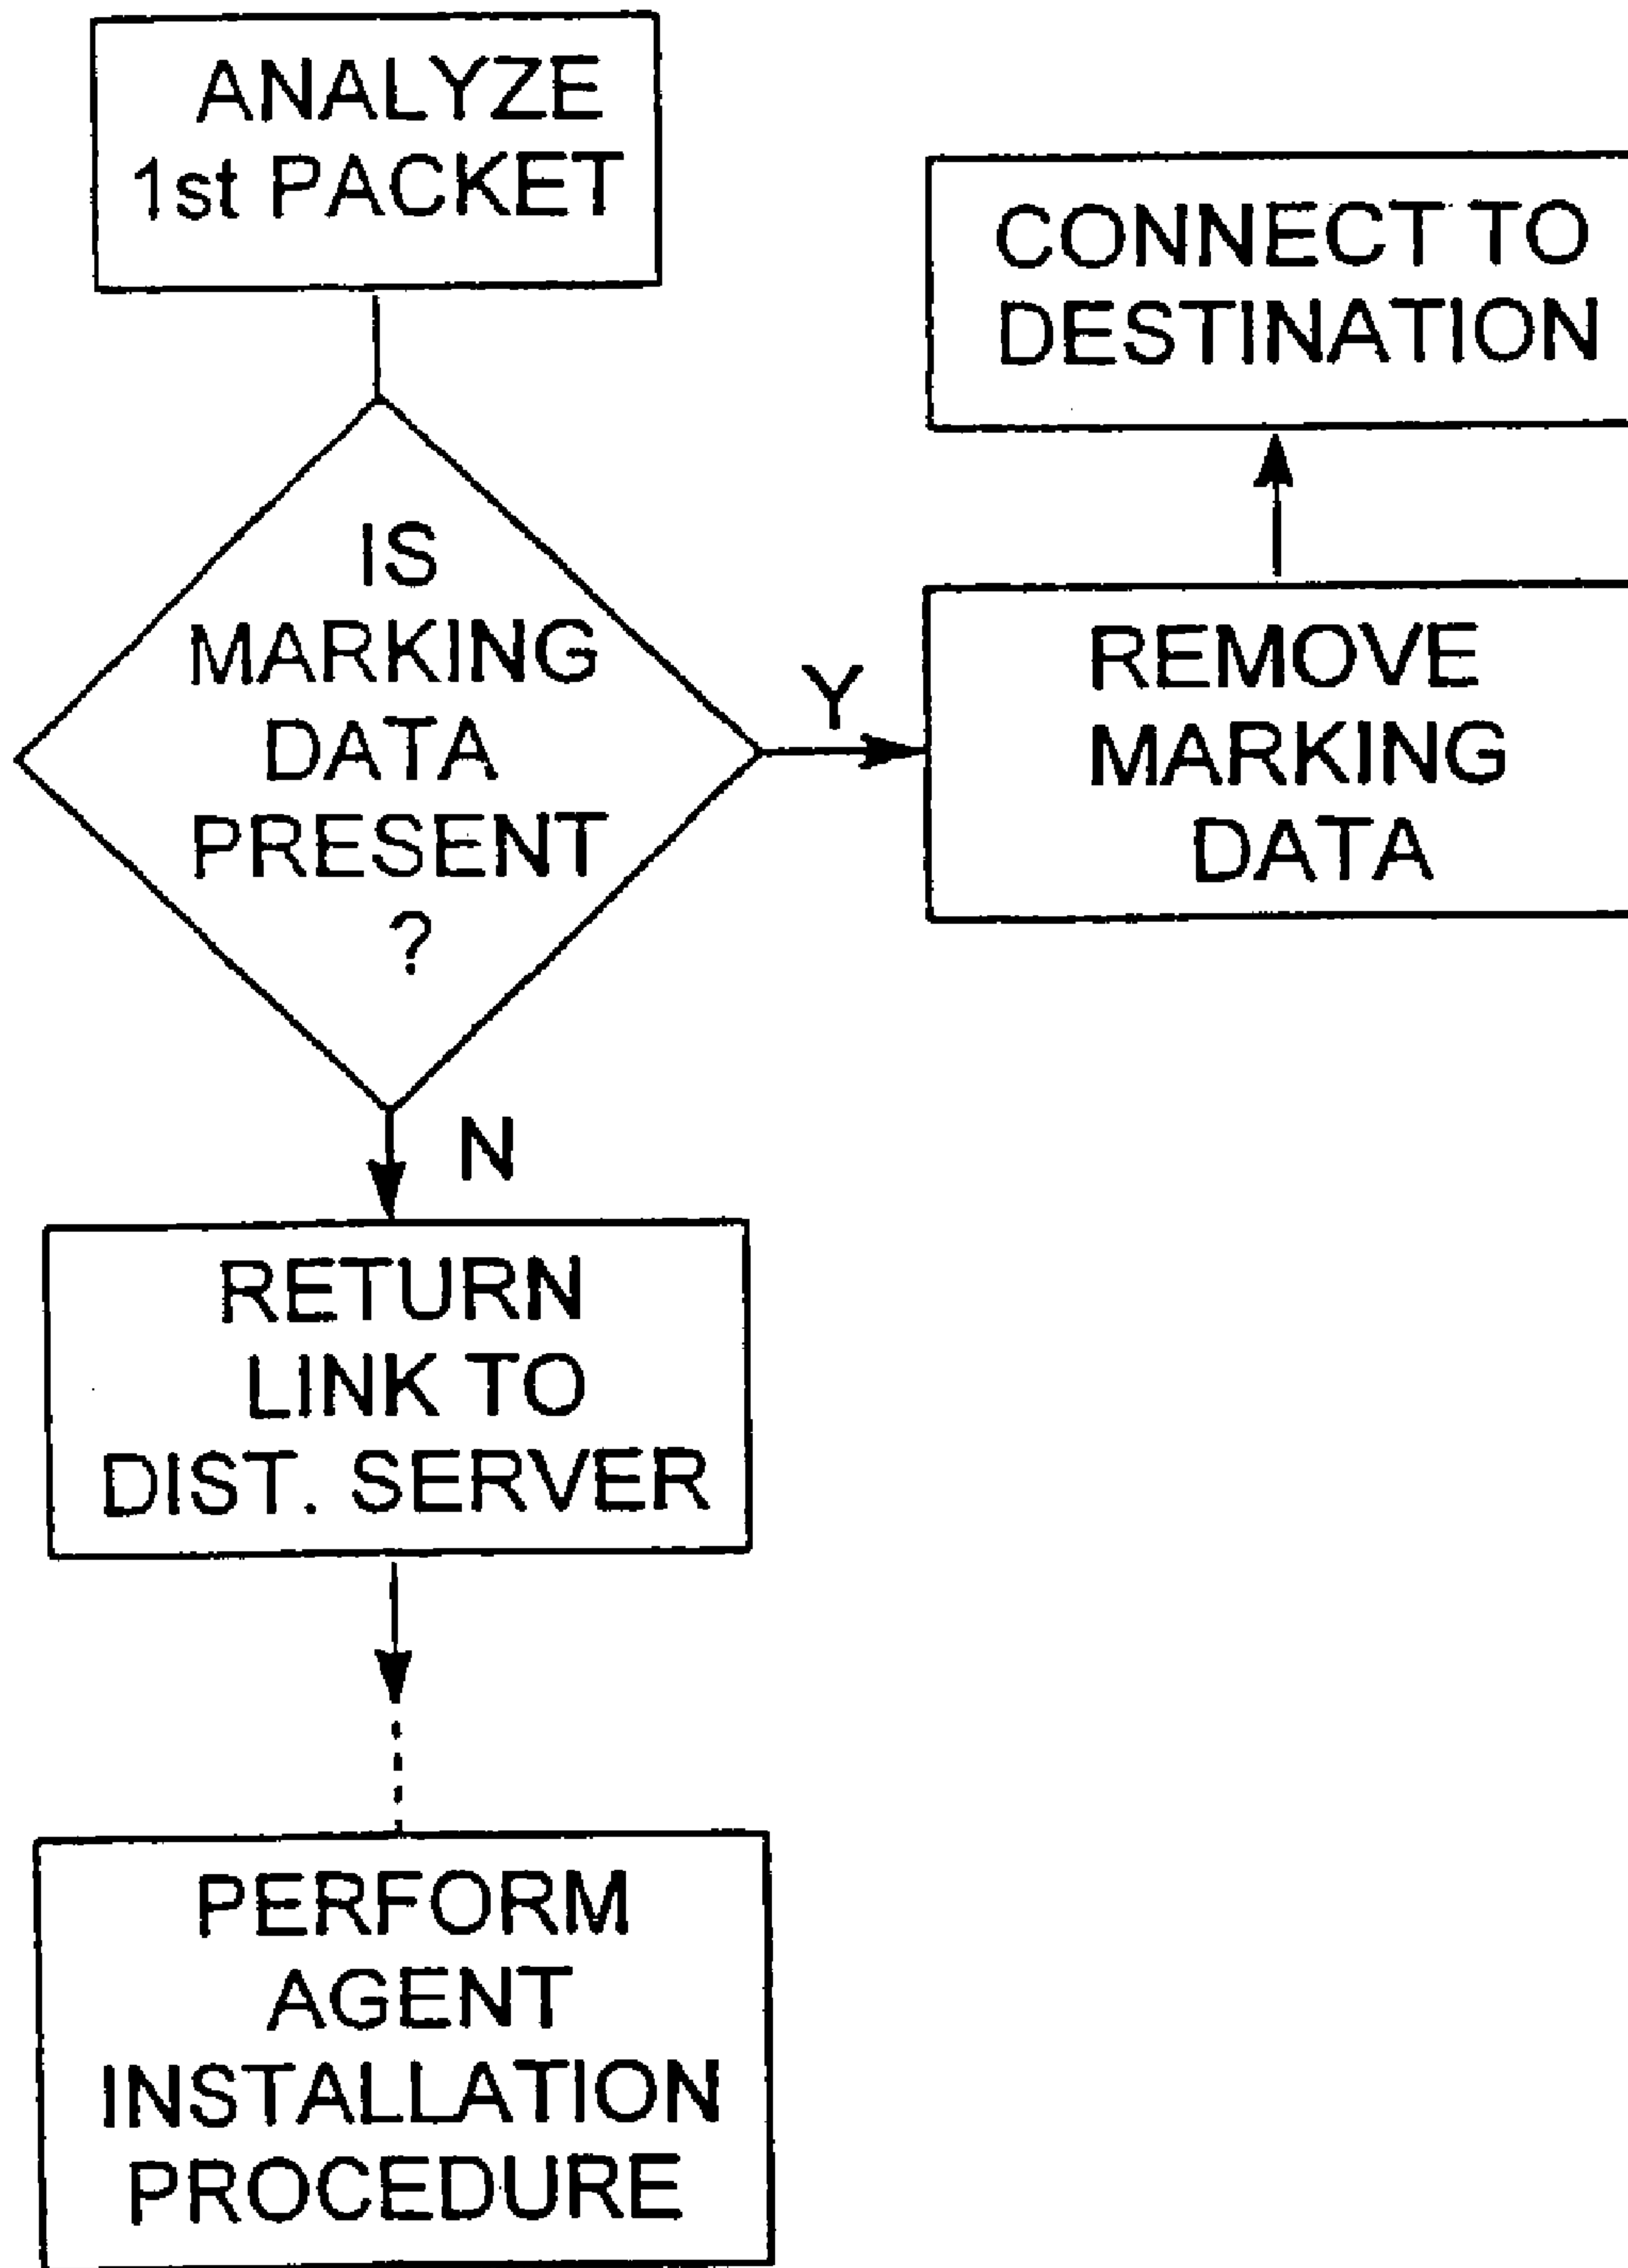 ANALYZE
1st PACKET
IS
MARKING
DATA
PRESENT
?
Y
REMOVE
MARKING
DATA
CONNECT TO
DESTINATION
N
RETURN
LINK TO
DIST. SERVER
PERFORM
AGENT
INSTALLATION
PROCEDURE